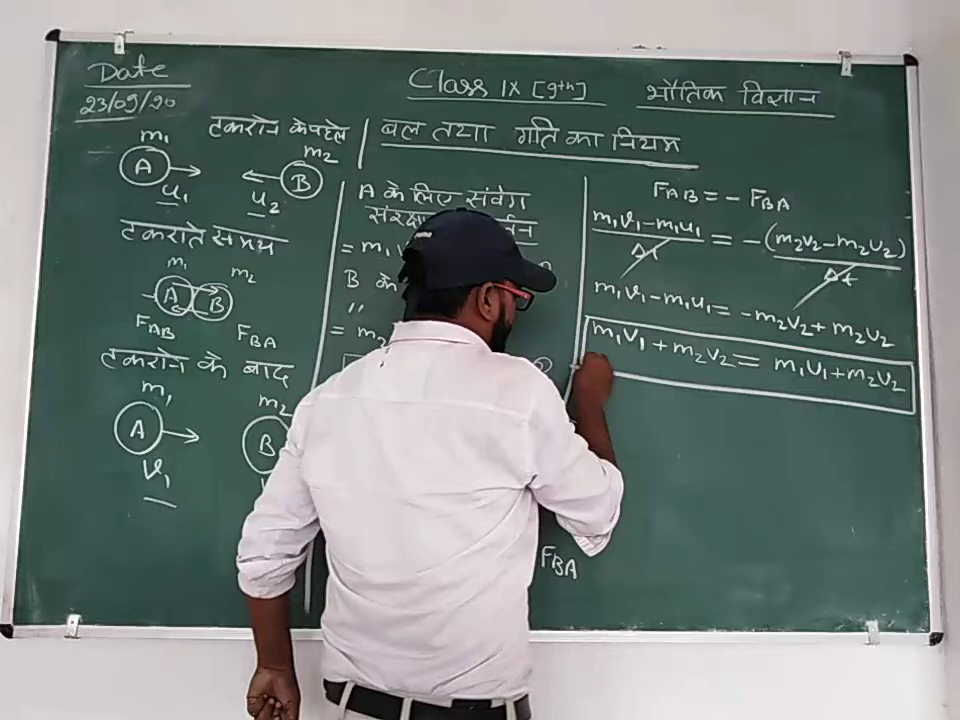 Date
23/09/20
Class IX [9th]
भौतिक विज्ञान
बल तथा गति का नियम
टकराने के पहले
m₁
m₂
A
B
u₁
u₂
टकराते समय
m₁
m₂
A
B
F_AB
F_BA
टकराने के बाद
m₁
m₂
A
B
v₁
A के लिए संवेग
= m₁
B के
"
= m₂
F_BA
F_AB = - F_BA
m₁v₁-m₁u₁ = -(m₂v₂-m₂u₂)
Δt
Δt
m₁v₁-m₁u₁ = -m₂v₂ + m₂u₂
m₁v₁ + m₂v₂ = m₁u₁ + m₂u₂